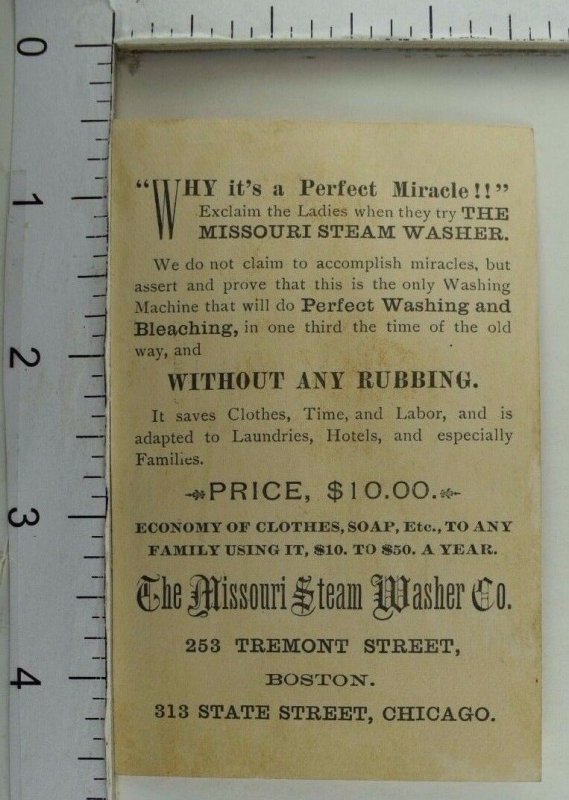 0
1
2
3
4
"WHY it's a Perfect Miracle!!"
Exclaim the Ladies when they try THE
MISSOURI STEAM WASHER.
We do not claim to accomplish miracles, but
assert and prove that this is the only Washing
Machine that will do Perfect Washing and
Bleaching, in one third the time of the old
way, and
WITHOUT ANY RUBBING.
It saves Clothes, Time, and Labor, and is
adapted to Laundries, Hotels, and especially
Families.
PRICE, $10.00.
ECONOMY OF CLOTHES, SOAP, Etc., TO ANY
FAMILY USING IT, $10. TO $50. A YEAR.
The Missouri Steam Washer Co.
253 TREMONT STREET,
BOSTON.
313 STATE STREET, CHICAGO.